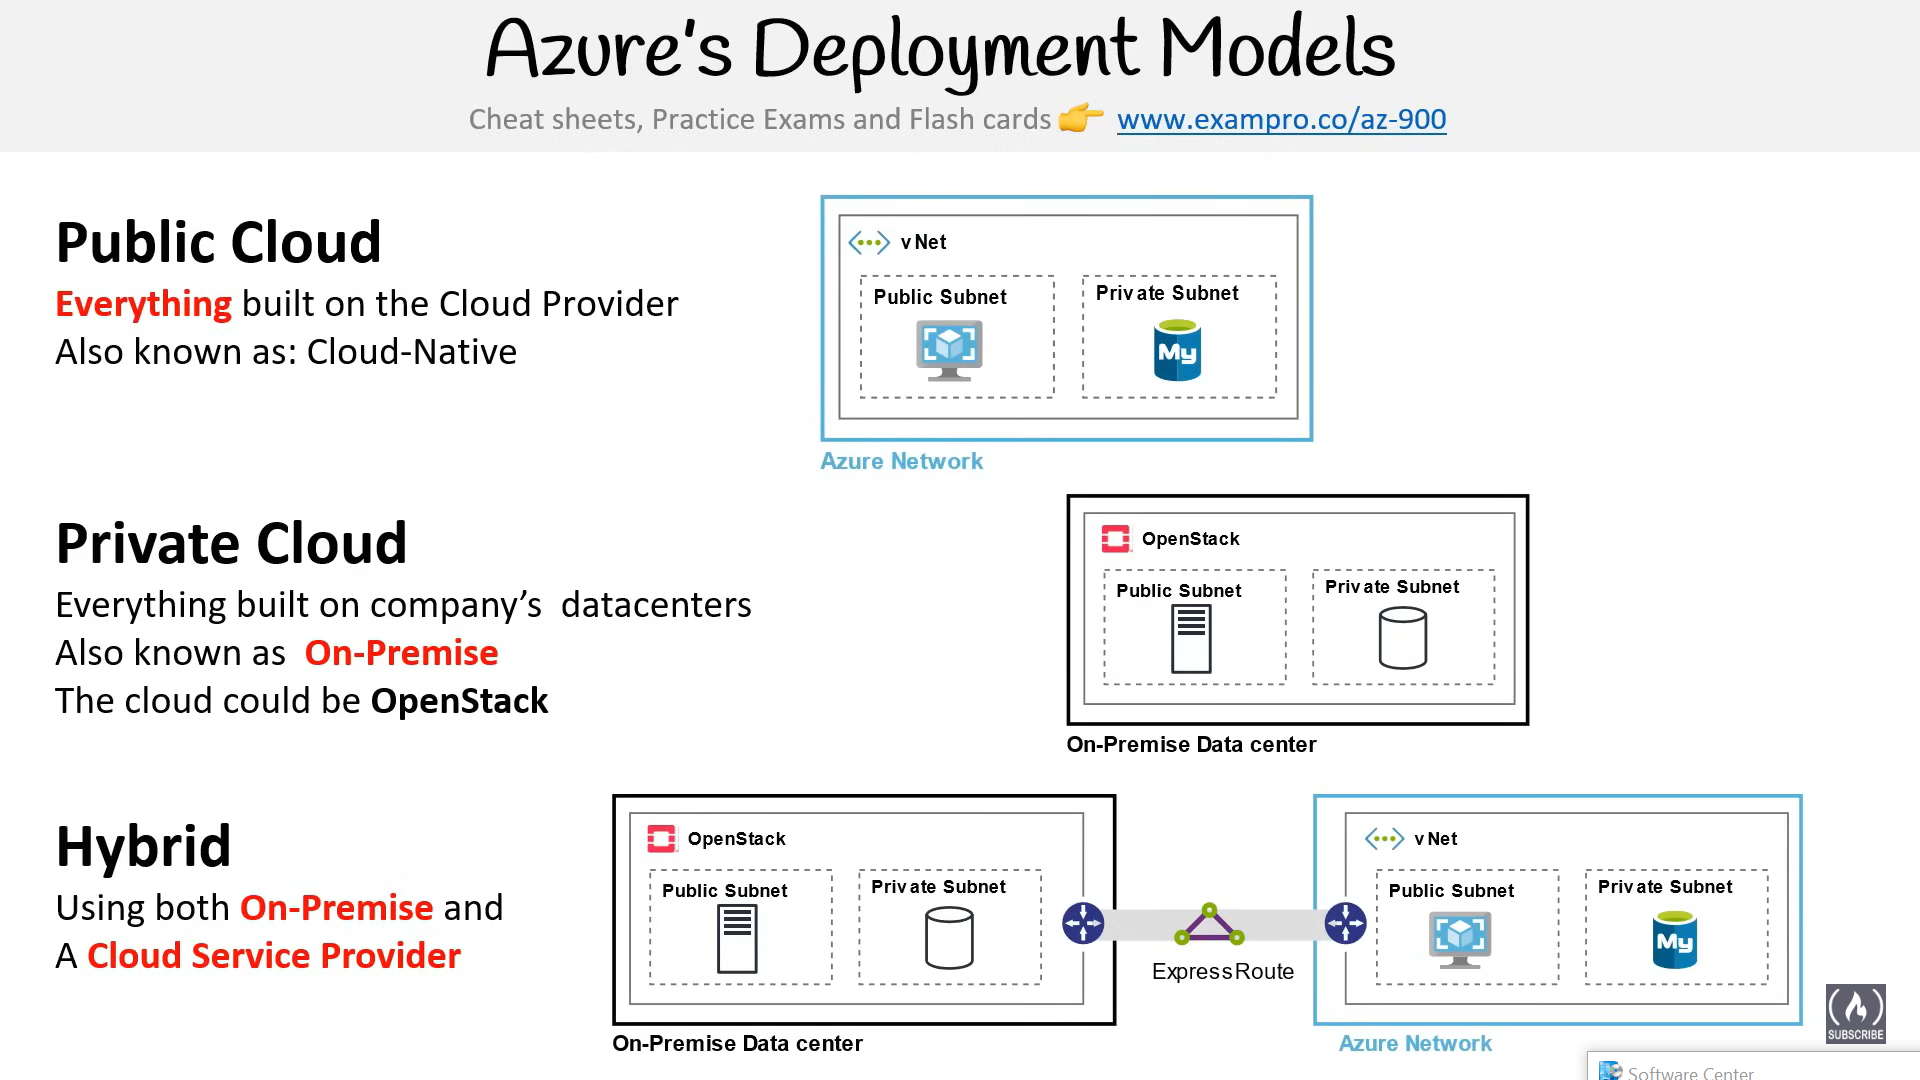 Azure's Deployment Models
Cheat sheets, Practice Exams and Flash cards 👉 www.exampro.co/az-900
Public Cloud
Everything built on the Cloud Provider
Also known as: Cloud-Native
vNet
Public Subnet
Private Subnet
My
Azure Network
Private Cloud
Everything built on company's datacenters
Also known as On-Premise
The cloud could be OpenStack
OpenStack
Public Subnet
Private Subnet
On-Premise Data center
Hybrid
Using both On-Premise and
A Cloud Service Provider
OpenStack
Public Subnet
Private Subnet
On-Premise Data center
ExpressRoute
vNet
Public Subnet
Private Subnet
My
Azure Network
SUBSCRIBE
Software Center